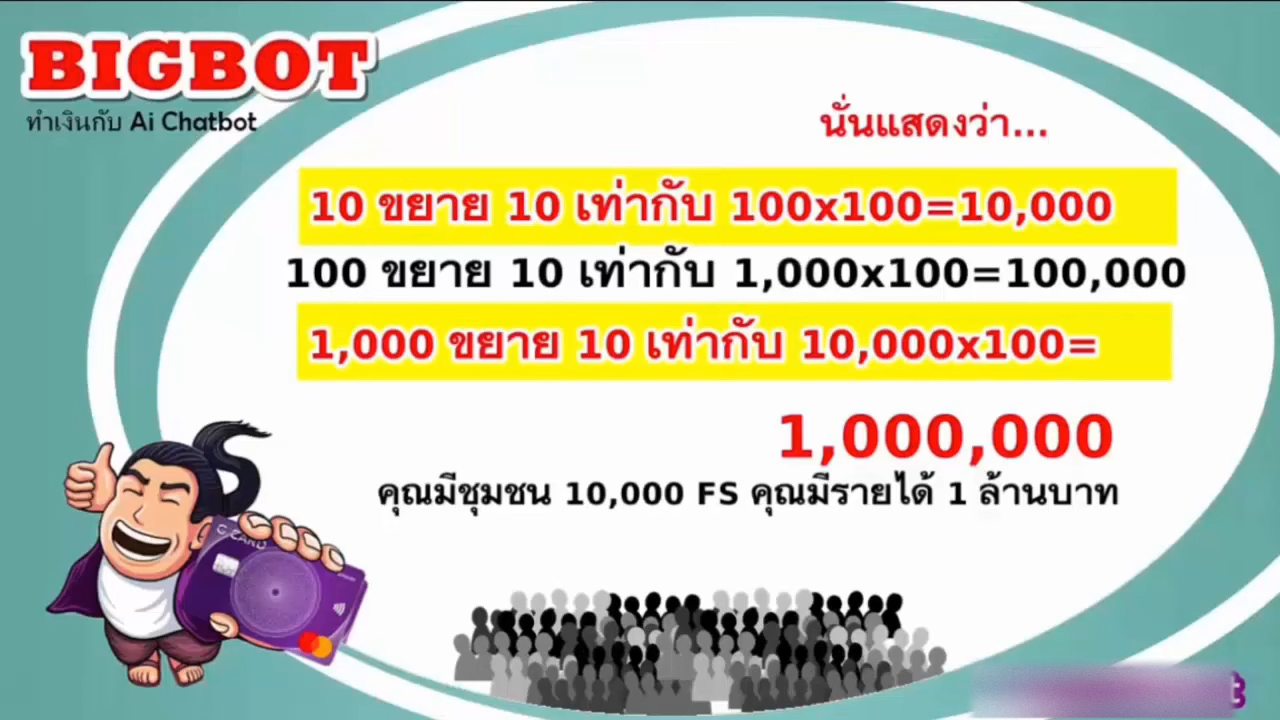 BIGBOT
ทำเงินกับ Ai Chatbot
นั่นแสดงว่า...
10 ขยาย 10 เท่ากับ 100x100=10,000
100 ขยาย 10 เท่ากับ 1,000x100=100,000
1,000 ขยาย 10 เท่ากับ 10,000x100=
1,000,000
คุณมีชุมชน 10,000 FS คุณมีรายได้ 1 ล้านบาท